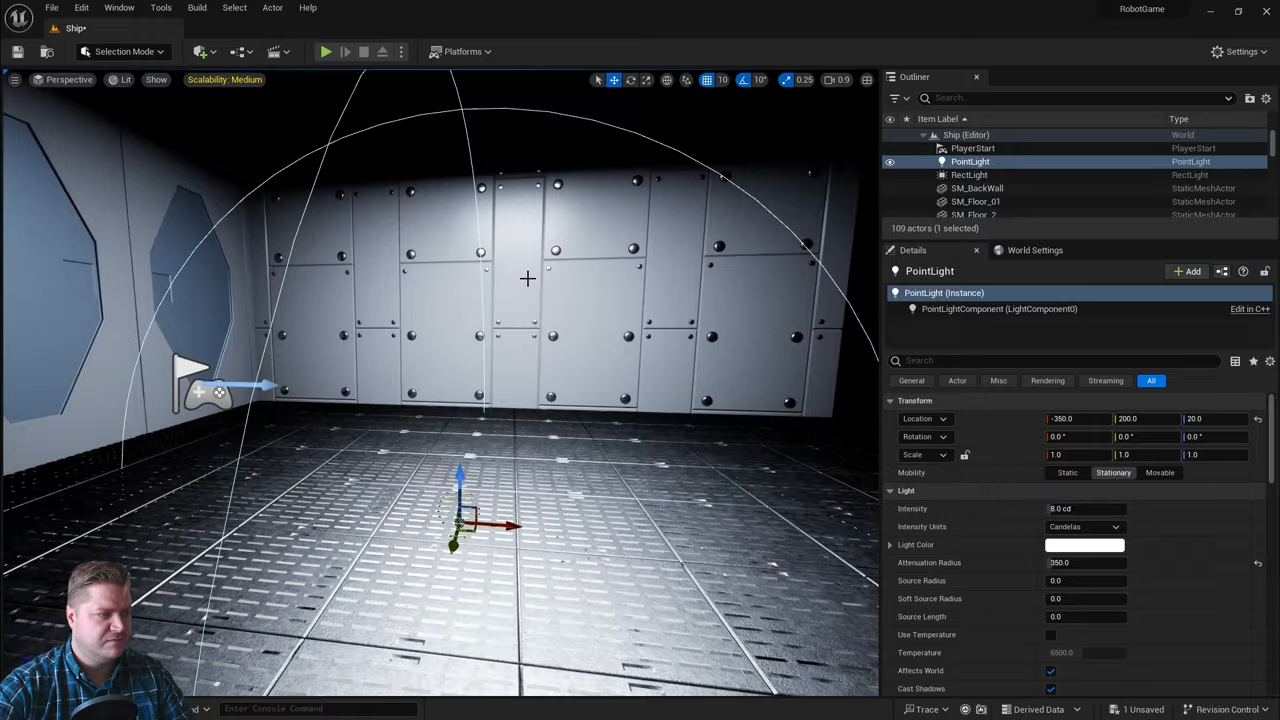 File Edit Window Tools Build Select Actor Help
RobotGame
Ship*
Selection Mode
Platforms
Settings
Perspective
Lit
Show
Scalability: Medium
10
10°
0.25
0.9
Outliner
Search...
Item Label
Type
Ship (Editor)
World
PlayerStart
PlayerStart
PointLight
PointLight
RectLight
RectLight
SM_BackWall
StaticMeshActor
SM_Floor_01
StaticMeshActor
SM_Floor_2
StaticMeshActor
109 actors (1 selected)
Details
World Settings
PointLight
Add
PointLight (Instance)
PointLightComponent (LightComponent0)
Edit in C++
Search
General
Actor
Misc
Rendering
Streaming
All
Transform
Location
-350.0
200.0
20.0
Rotation
0.0 °
0.0 °
0.0 °
Scale
1.0
1.0
1.0
Mobility
Static
Stationary
Movable
Light
Intensity
8.0 cd
Intensity Units
Candelas
Light Color
Attenuation Radius
350.0
Source Radius
0.0
Soft Source Radius
0.0
Source Length
0.0
Use Temperature
Temperature
6500.0
Affects World
Cast Shadows
Enter Console Command
Trace
Derived Data
1 Unsaved
Revision Control